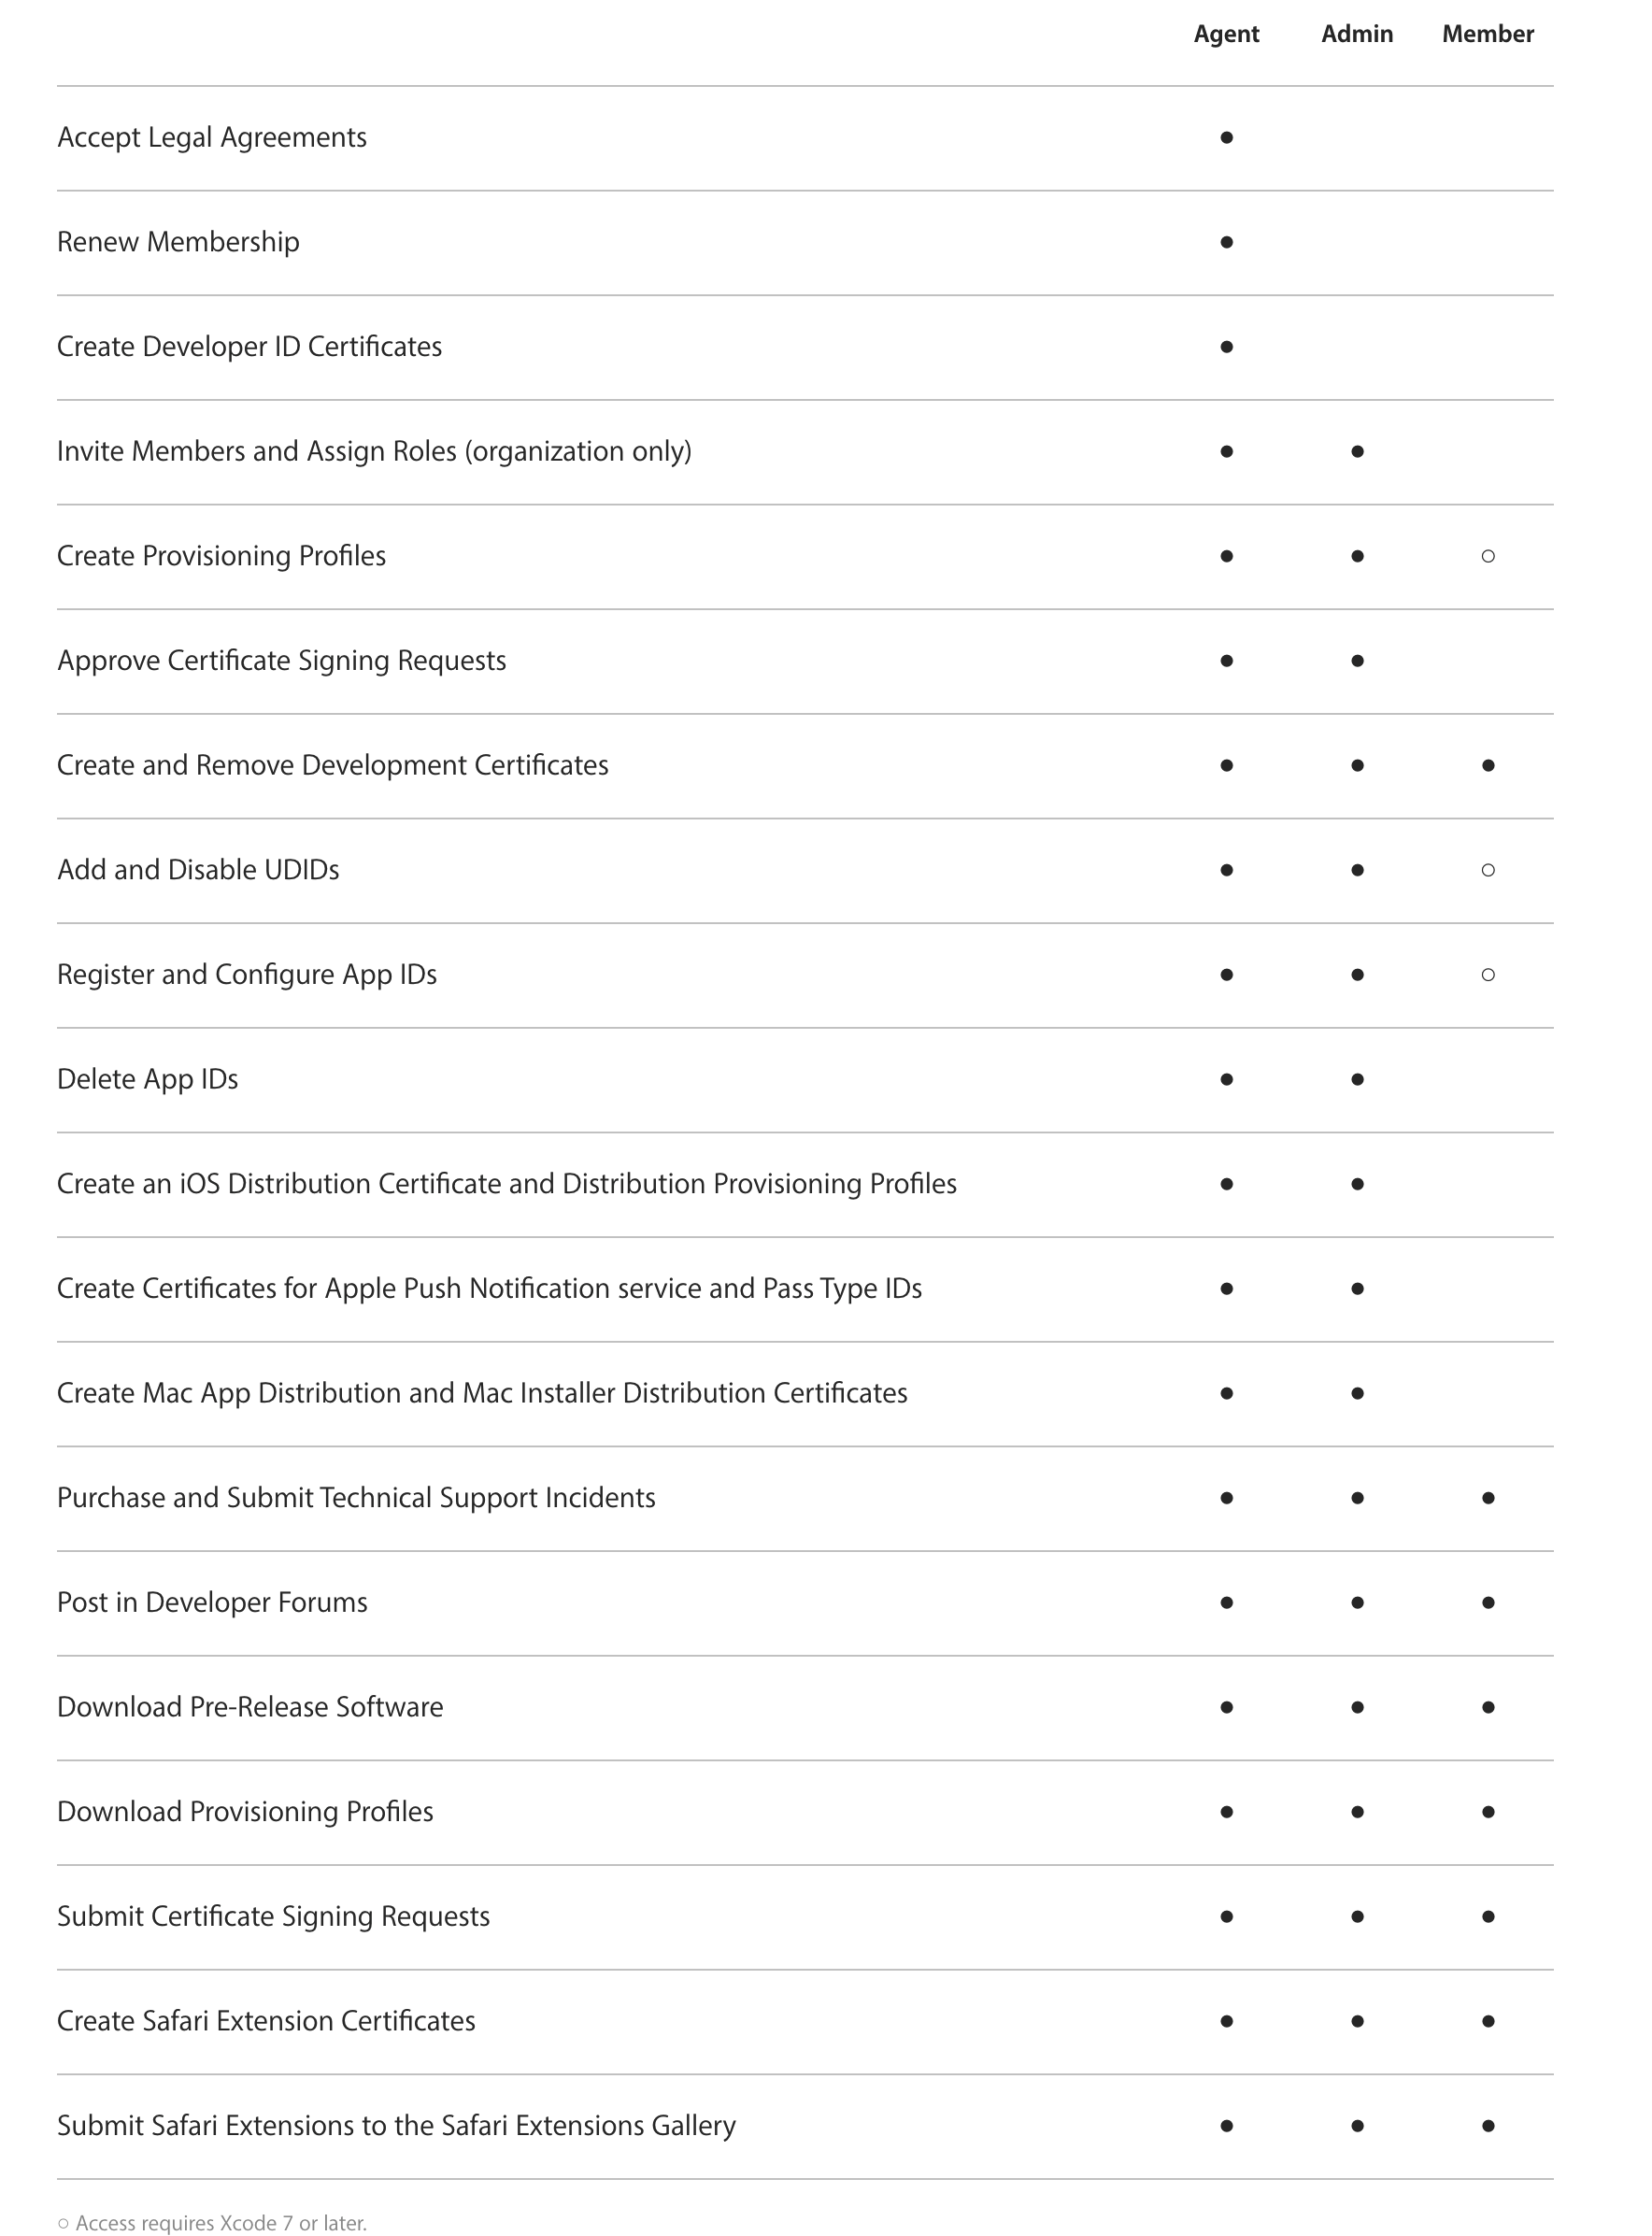 Agent Admin Member
Accept Legal Agreements ●
Renew Membership ●
Create Developer ID Certificates ●
Invite Members and Assign Roles (organization only) ● ●
Create Provisioning Profiles ● ● ○
Approve Certificate Signing Requests ● ●
Create and Remove Development Certificates ● ● ●
Add and Disable UDIDs ● ● ○
Register and Configure App IDs ● ● ○
Delete App IDs ● ●
Create an iOS Distribution Certificate and Distribution Provisioning Profiles ● ●
Create Certificates for Apple Push Notification service and Pass Type IDs ● ●
Create Mac App Distribution and Mac Installer Distribution Certificates ● ●
Purchase and Submit Technical Support Incidents ● ● ●
Post in Developer Forums ● ● ●
Download Pre-Release Software ● ● ●
Download Provisioning Profiles ● ● ●
Submit Certificate Signing Requests ● ● ●
Create Safari Extension Certificates ● ● ●
Submit Safari Extensions to the Safari Extensions Gallery ● ● ●
○ Access requires Xcode 7 or later.